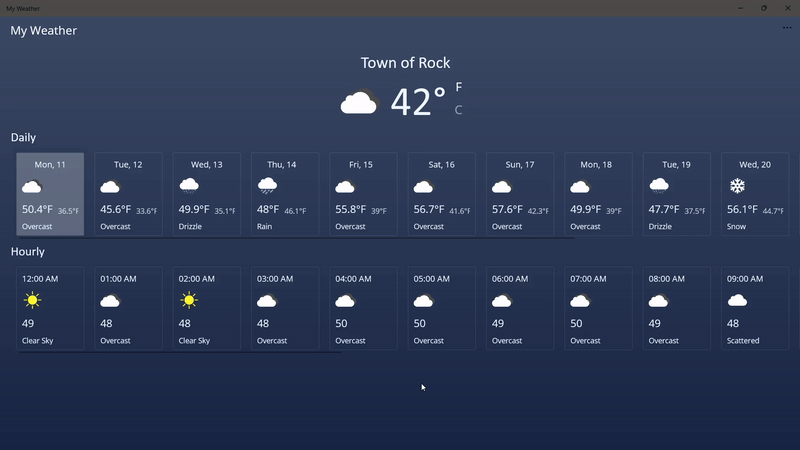 My Weather
My Weather
Town of Rock
42°
F
C
Daily
Mon, 11
50.4°F 36.5°F
Overcast
Tue, 12
45.6°F 33.6°F
Overcast
Wed, 13
49.9°F 35.1°F
Drizzle
Thu, 14
48°F 46.1°F
Rain
Fri, 15
55.8°F 39°F
Overcast
Sat, 16
56.7°F 41.6°F
Overcast
Sun, 17
57.6°F 42.3°F
Overcast
Mon, 18
49.9°F 39°F
Overcast
Tue, 19
47.7°F 37.5°F
Drizzle
Wed, 20
56.1°F 44.7°F
Snow
Hourly
12:00 AM
49
Clear Sky
01:00 AM
48
Overcast
02:00 AM
48
Clear Sky
03:00 AM
48
Overcast
04:00 AM
50
Overcast
05:00 AM
50
Overcast
06:00 AM
49
Overcast
07:00 AM
50
Overcast
08:00 AM
49
Overcast
09:00 AM
48
Scattered